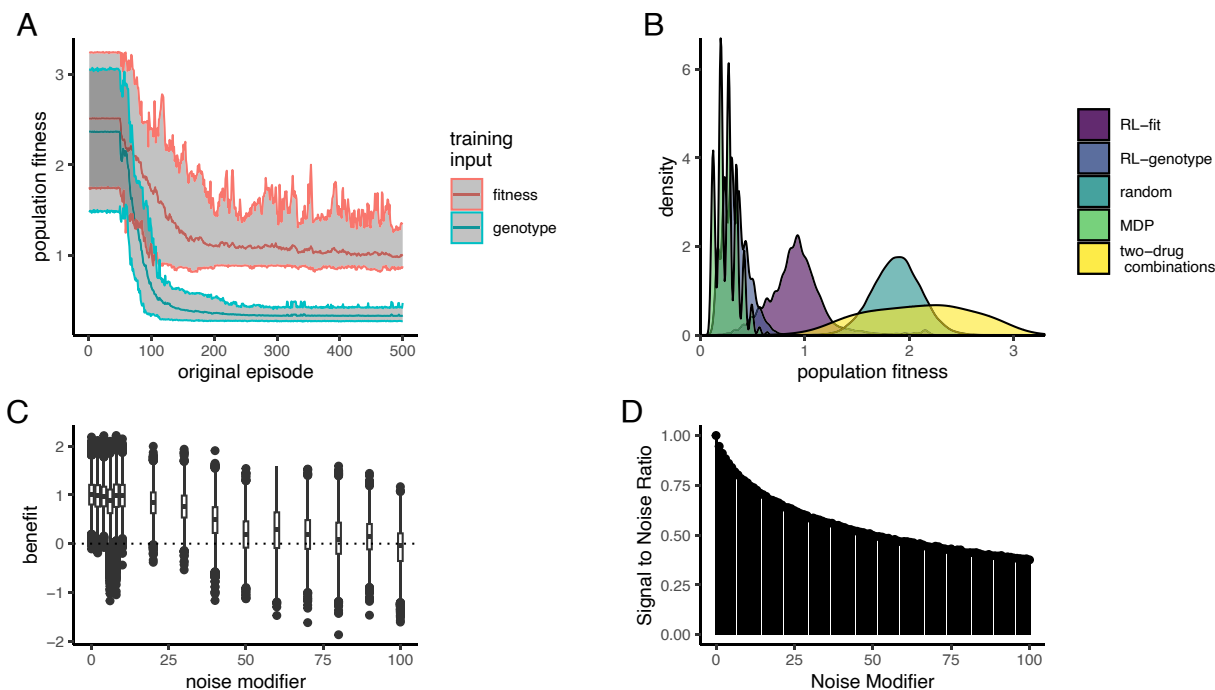 A
population fitness
3
2
1
0
100
200
300
400
500
original episode
training
input
fitness
genotype
B
density
6
4
2
0
0
1
2
3
population fitness
RL−fit
RL−genotype
random
MDP
two−drug
combinations
C
benefit
2
1
0
−1
−2
0
25
50
75
100
noise modifier
D
Signal to Noise Ratio
1.00
0.75
0.50
0.25
0.00
0
25
50
75
100
Noise Modifier